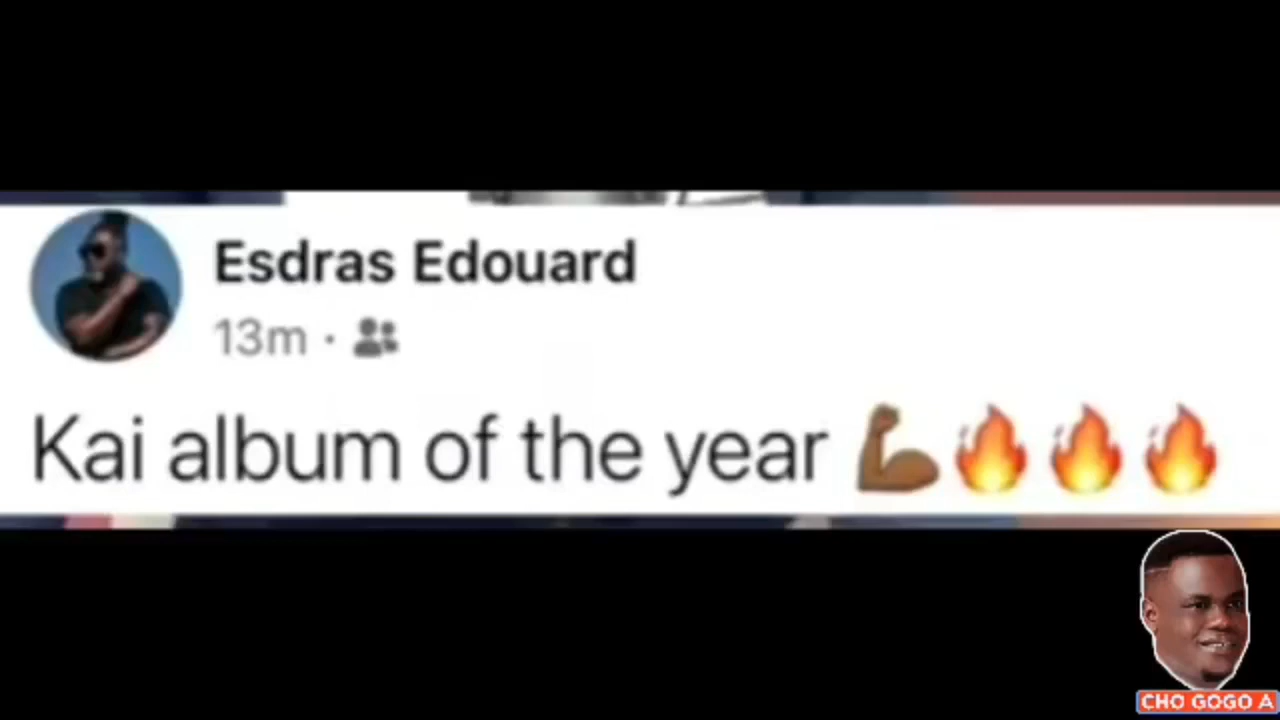 Esdras Edouard
13m ·
Kai album of the year 💪🏾🔥🔥🔥
CHO GOGO A